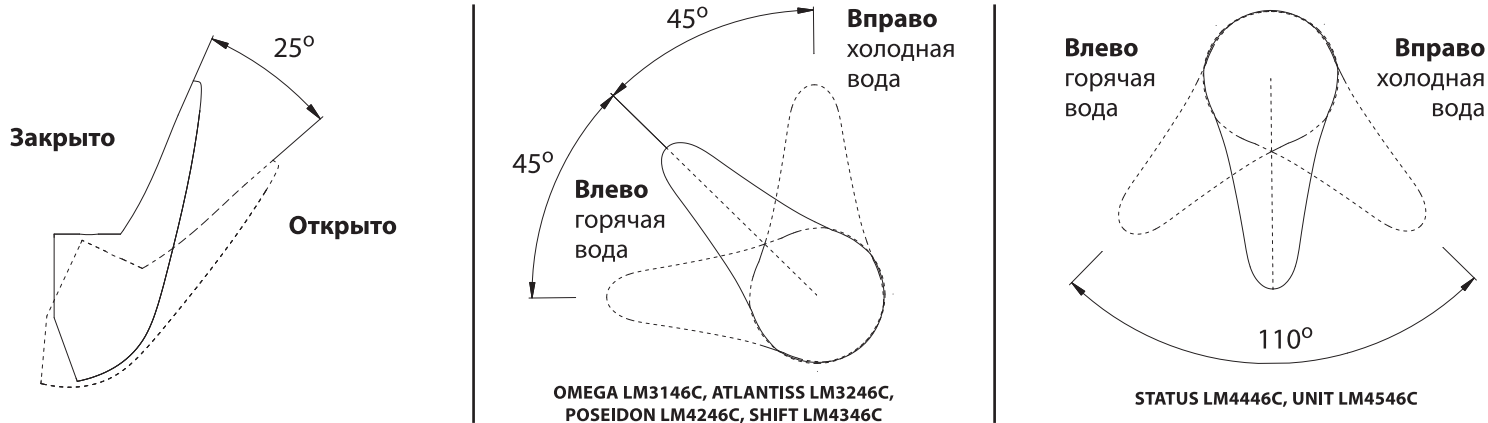 25°
Закрыто
Открыто
45°
Вправо
холодная
вода
45°
Влево
горячая
вода
OMEGA LM3146C, ATLANTISS LM3246C,
POSEIDON LM4246C, SHIFT LM4346C
Влево
горячая
вода
Вправо
холодная
вода
110°
STATUS LM4446C, UNIT LM4546C